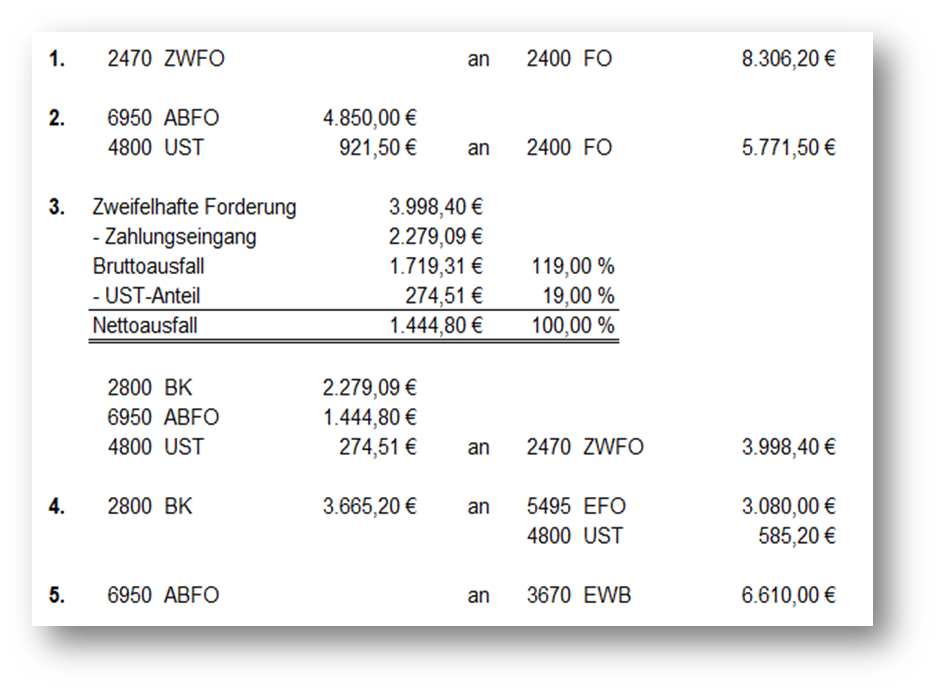 1. 2470 ZWFO an 2400 FO 8.306,20 €
2. 6950 ABFO 4.850,00 €
4800 UST 921,50 € an 2400 FO 5.771,50 €
3. Zweifelhafte Forderung 3.998,40 €
- Zahlungseingang 2.279,09 €
Bruttoausfall 1.719,31 € 119,00 %
- UST-Anteil 274,51 € 19,00 %
Nettoausfall 1.444,80 € 100,00 %
2800 BK 2.279,09 €
6950 ABFO 1.444,80 €
4800 UST 274,51 € an 2470 ZWFO 3.998,40 €
4. 2800 BK 3.665,20 € an 5495 EFO 3.080,00 €
4800 UST 585,20 €
5. 6950 ABFO an 3670 EWB 6.610,00 €